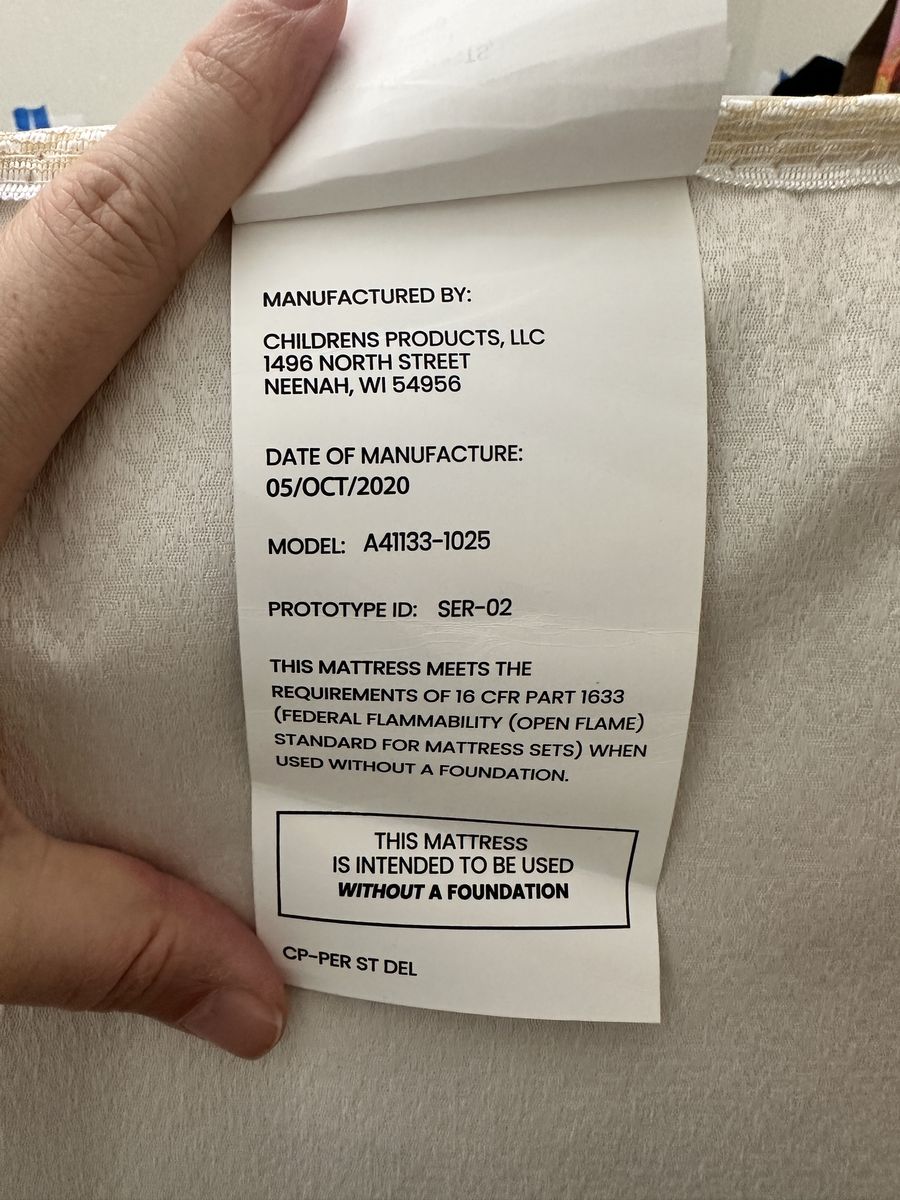 MANUFACTURED BY:
CHILDRENS PRODUCTS, LLC
1496 NORTH STREET
NEENAH, WI 54956
DATE OF MANUFACTURE:
05/OCT/2020
MODEL: A41133-1025
PROTOTYPE ID: SER-02
THIS MATTRESS MEETS THE
REQUIREMENTS OF 16 CFR PART 1633
(FEDERAL FLAMMABILITY (OPEN FLAME)
STANDARD FOR MATTRESS SETS) WHEN
USED WITHOUT A FOUNDATION.
THIS MATTRESS
IS INTENDED TO BE USED
WITHOUT A FOUNDATION
CP-PER ST DEL